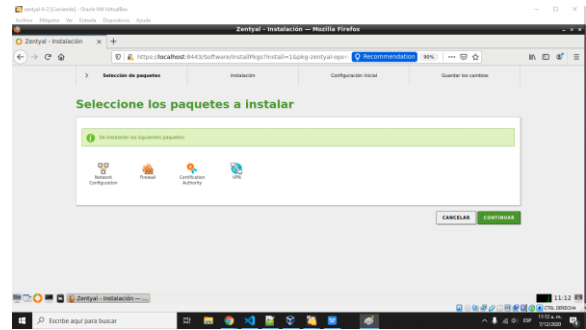 zentyal-6-2 [Corriendo] - Oracle VM VirtualBox
Archivo Máquina Ver Entrada Dispositivos Ayuda
Zentyal - Instalación — Mozilla Firefox
Zentyal - Instalación × +
https://localhost:8443/Software/InstallPkgs?install=1&pkg-zentyal-open Recommendation 90%
Selección de paquetes Instalación Configuración inicial Guardar los cambios
Seleccione los paquetes a instalar
Se instalarán los siguientes paquetes:
Network Configuration
Firewall
Certification Authority
VPN
CANCELAR CONTINUAR
Zentyal - Instalación — ... 11:12
CTRL DERECHA
Escribe aquí para buscar
ESP
11:12 a. m.
7/12/2020